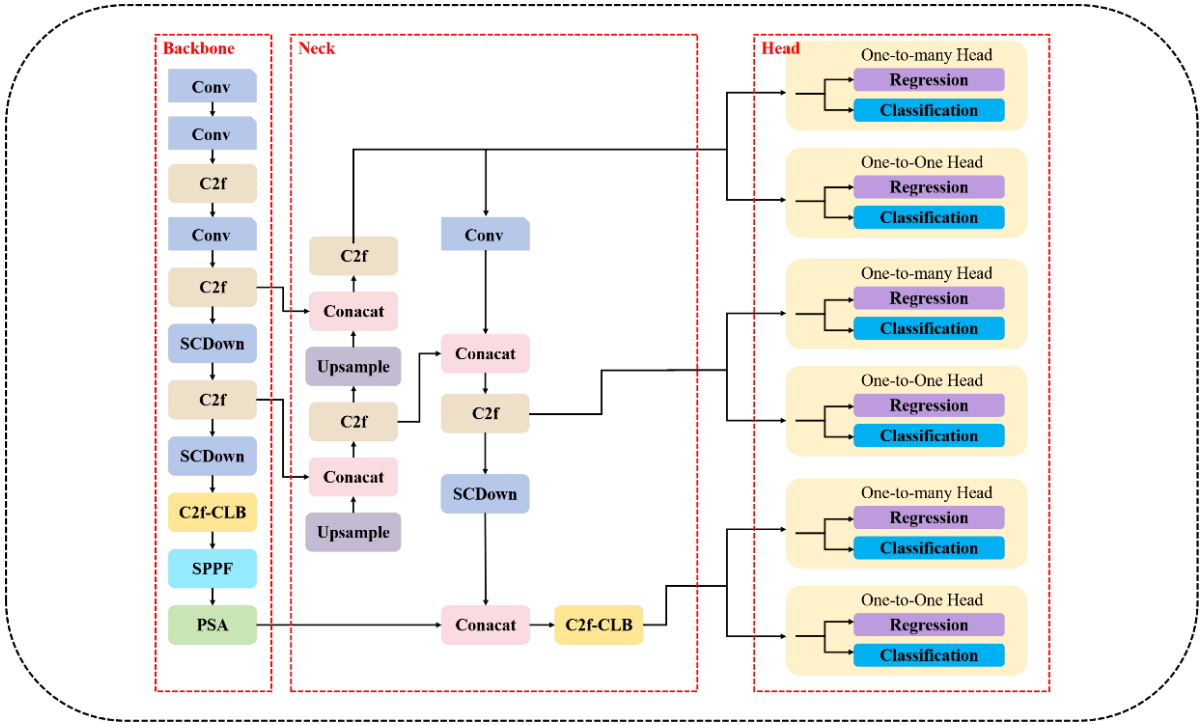 Backbone
Conv
Conv
C2f
Conv
C2f
SCDown
C2f
SCDown
C2f-CLB
SPPF
PSA
Neck
C2f
Conacat
Upsample
C2f
Conacat
Upsample
Conv
Conacat
C2f
SCDown
Conacat
C2f-CLB
Head
One-to-many Head
Regression
Classification
One-to-One Head
Regression
Classification
One-to-many Head
Regression
Classification
One-to-One Head
Regression
Classification
One-to-many Head
Regression
Classification
One-to-One Head
Regression
Classification